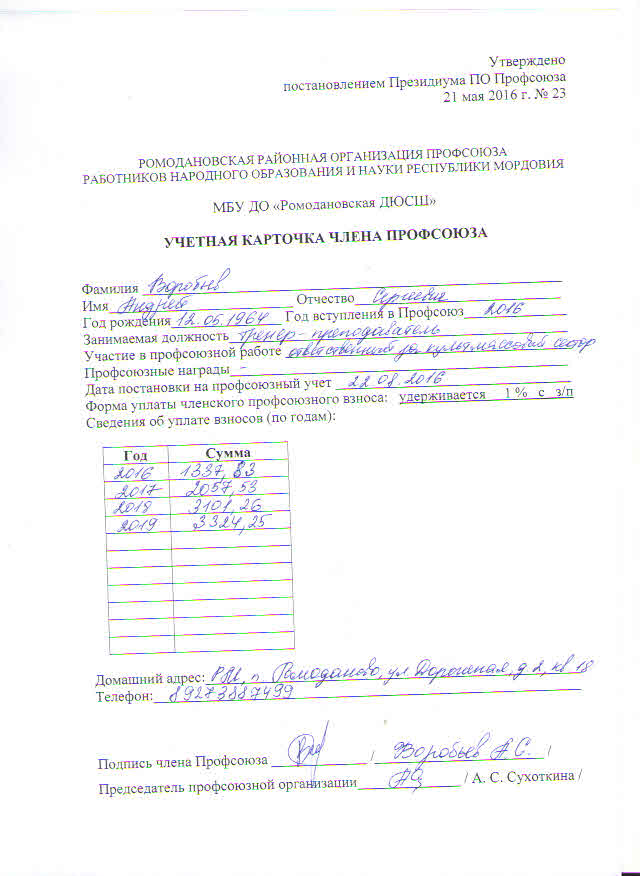 Утверждено
постановлением Президиума ПО Профсоюза
21 мая 2016 г. № 23
РОМОДАНОВСКАЯ РАЙОННАЯ ОРГАНИЗАЦИЯ ПРОФСОЮЗА
РАБОТНИКОВ НАРОДНОГО ОБРАЗОВАНИЯ И НАУКИ РЕСПУБЛИКИ МОРДОВИЯ
МБУ ДО «Ромодановская ДЮСШ»
УЧЕТНАЯ КАРТОЧКА ЧЛЕНА ПРОФСОЮЗА
Фамилия Воробьев
Имя Андрей Отчество Сергеевич
Год рождения 12.05.1964 Год вступления в Профсоюз 2016
Занимаемая должность тренер-преподаватель
Участие в профсоюзной работе ответственный за культмассовый сектор
Профсоюзные награды -
Дата постановки на профсоюзный учет 22.08.2016
Форма уплаты членского профсоюзного взноса: удерживается 1 % с з/п
Сведения об уплате взносов (по годам):
Год Сумма
2016 1337,83
2017 2057,53
2018 3101,26
2019 3324,25
Домашний адрес: РМ, п. Ромоданово, ул Дорожная, д 2, кв 18
Телефон: 89273887499
Подпись члена Профсоюза / Воробьев А.С. /
Председатель профсоюзной организации / А. С. Сухоткина /